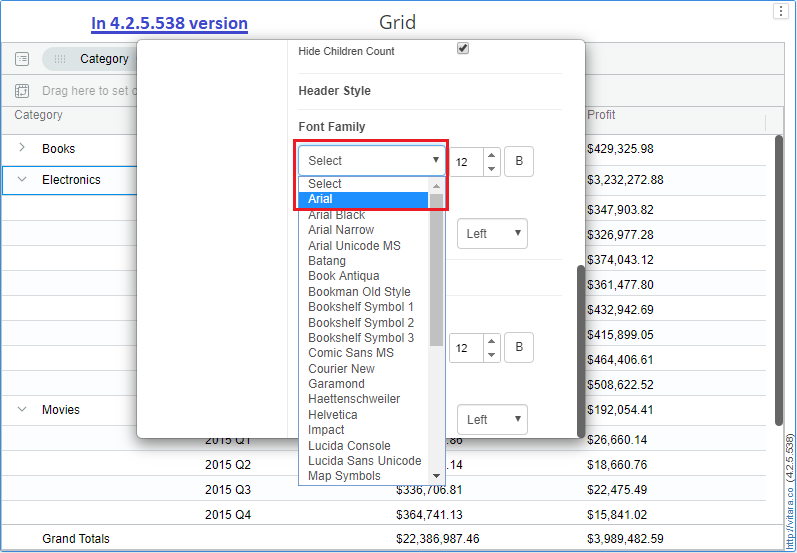 In 4.2.5.538 version
Grid
Category
Drag here to set
Category
Profit
Books
$429,325.98
Electronics
$3,232,272.88
$347,903.82
$326,977.28
$374,043.12
$361,477.80
$432,942.69
$415,899.05
$464,406.61
$508,622.52
Movies
$192,054.41
2015 Q1
.86
$26,660.14
2015 Q2
.14
$18,660.76
2015 Q3
$336,706.81
$22,475.49
2015 Q4
$364,741.13
$15,841.02
Grand Totals
$22,386,987.46
$3,989,482.59
Hide Children Count
Header Style
Font Family
Select
12
B
Select
Arial
Arial Black
Arial Narrow
Arial Unicode MS
Batang
Book Antiqua
Bookman Old Style
Bookshelf Symbol 1
Bookshelf Symbol 2
Bookshelf Symbol 3
Comic Sans MS
Courier New
Garamond
Haettenschweiler
Helvetica
Impact
Lucida Console
Lucida Sans Unicode
Map Symbols
Left
12
B
Left
http://vitara.co (4.2.5.538)